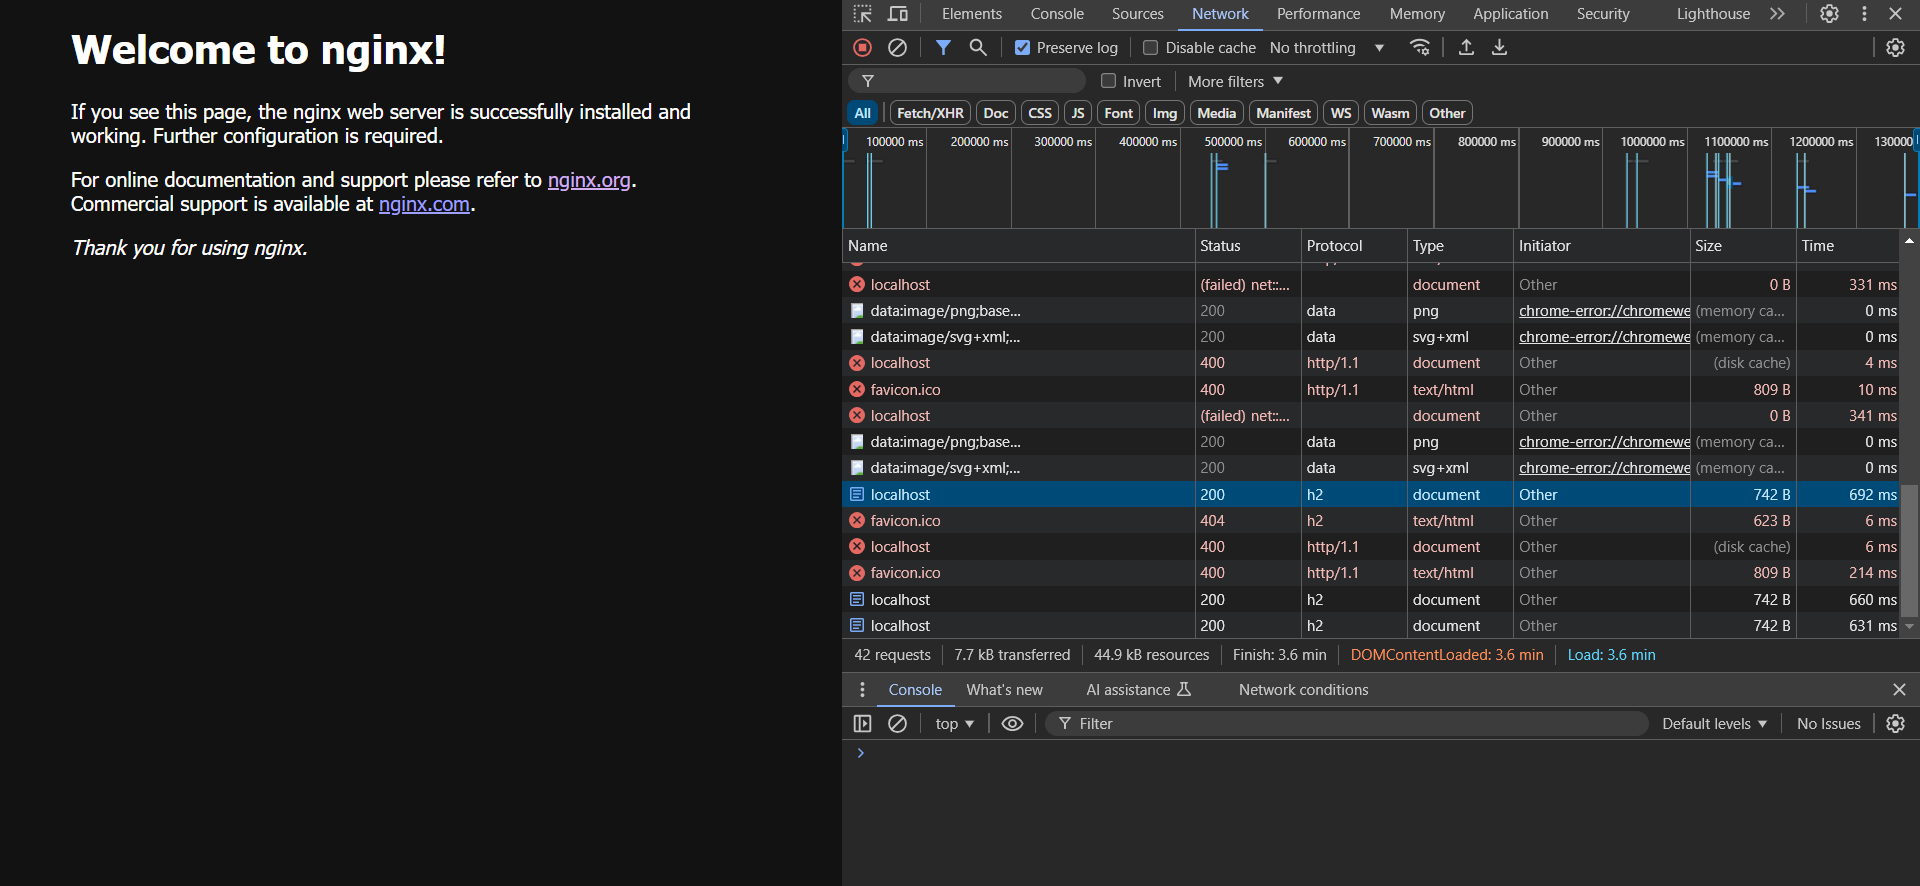 Welcome to nginx!
If you see this page, the nginx web server is successfully installed and
working. Further configuration is required.
For online documentation and support please refer to nginx.org.
Commercial support is available at nginx.com.
Thank you for using nginx.
Elements Console Sources Network Performance Memory Application Security Lighthouse
Preserve log Disable cache No throttling
Invert More filters
All Fetch/XHR Doc CSS JS Font Img Media Manifest WS Wasm Other
100000 ms 200000 ms 300000 ms 400000 ms 500000 ms 600000 ms 700000 ms 800000 ms 900000 ms 1000000 ms 1100000 ms 1200000 ms 130000
Name Status Protocol Type Initiator Size Time
localhost (failed) net::... document Other 0 B 331 ms
data:image/png;base... 200 data png chrome-error://chromewe (memory ca... 0 ms
data:image/svg+xml;... 200 data svg+xml chrome-error://chromewe (memory ca... 0 ms
localhost 400 http/1.1 document Other (disk cache) 4 ms
favicon.ico 400 http/1.1 text/html Other 809 B 10 ms
localhost (failed) net::... document Other 0 B 341 ms
data:image/png;base... 200 data png chrome-error://chromewe (memory ca... 0 ms
data:image/svg+xml;... 200 data svg+xml chrome-error://chromewe (memory ca... 0 ms
localhost 200 h2 document Other 742 B 692 ms
favicon.ico 404 h2 text/html Other 623 B 6 ms
localhost 400 http/1.1 document Other (disk cache) 6 ms
favicon.ico 400 http/1.1 text/html Other 809 B 214 ms
localhost 200 h2 document Other 742 B 660 ms
localhost 200 h2 document Other 742 B 631 ms
42 requests 7.7 kB transferred 44.9 kB resources Finish: 3.6 min DOMContentLoaded: 3.6 min Load: 3.6 min
Console What's new AI assistance Network conditions
top Filter Default levels No Issues